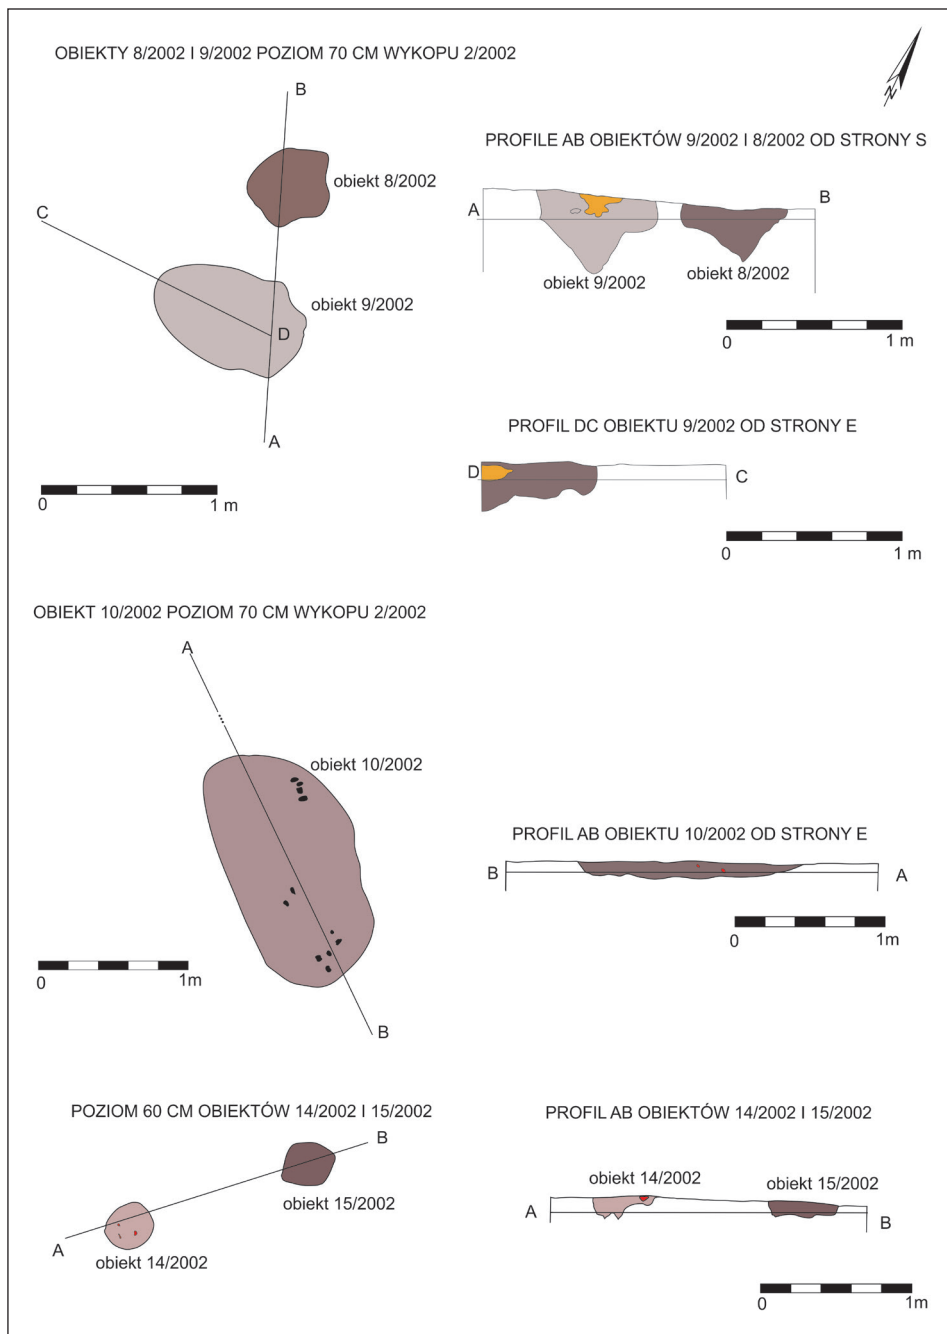 OBIEKTY 8/2002 I 9/2002 POZIOM 70 CM WYKOPU 2/2002
N
B
obiekt 8/2002
C
obiekt 9/2002
D
A
0 1 m
PROFILE AB OBIEKTÓW 9/2002 I 8/2002 OD STRONY S
A
B
obiekt 9/2002
obiekt 8/2002
0 1 m
PROFIL DC OBIEKTU 9/2002 OD STRONY E
D
C
0 1 m
OBIEKT 10/2002 POZIOM 70 CM WYKOPU 2/2002
A
obiekt 10/2002
0 1m
B
PROFIL AB OBIEKTU 10/2002 OD STRONY E
B
A
0 1m
POZIOM 60 CM OBIEKTÓW 14/2002 I 15/2002
B
obiekt 15/2002
A
obiekt 14/2002
PROFIL AB OBIEKTÓW 14/2002 I 15/2002
obiekt 14/2002
obiekt 15/2002
A
B
0 1m